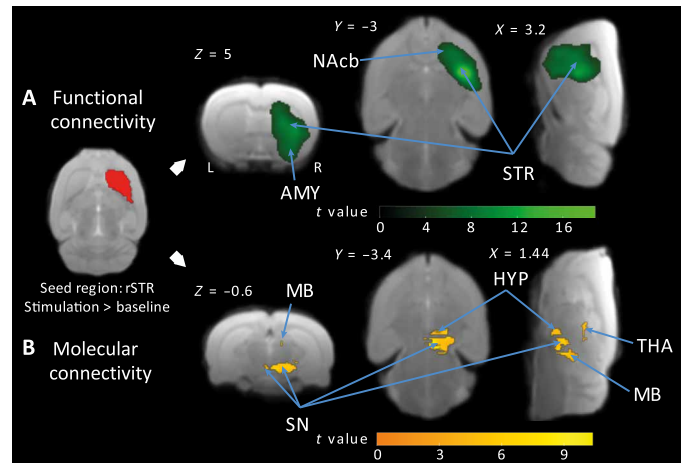 Y = −3
X = 3.2
Z = 5
NAcb
A Functional
connectivity
L
R
AMY
STR
t value
0 4 8 12 16
Y = −3.4
X = 1.44
HYP
Seed region: rSTR
Stimulation > baseline
Z = −0.6
MB
B Molecular
connectivity
THA
MB
SN
t value
0 3 6 9